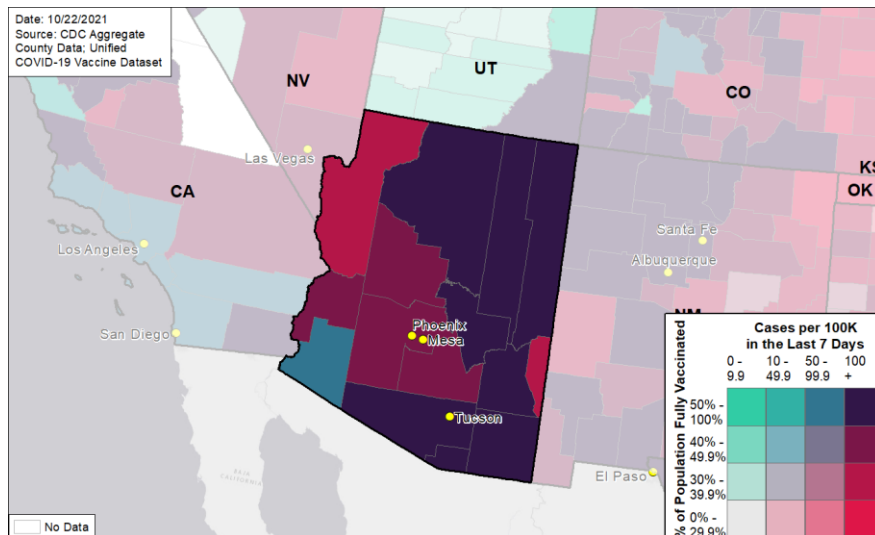 Date: 10/22/2021
Source: CDC Aggregate
County Data; Unified
COVID-19 Vaccine Dataset
UT
NV
CO
Las Vegas
KS
CA
OK
Santa Fe
Los Angeles
Albuquerque
NM
San Diego
Phoenix
Mesa
Tucson
El Paso
BAJA
CALIFORNIA
Cases per 100K
in the Last 7 Days
0 -
9.9
10 -
49.9
50 -
99.9
100
+
% of Population Fully Vaccinated
50% -
100%
40% -
49.9%
30% -
39.9%
0% -
29.9%
No Data